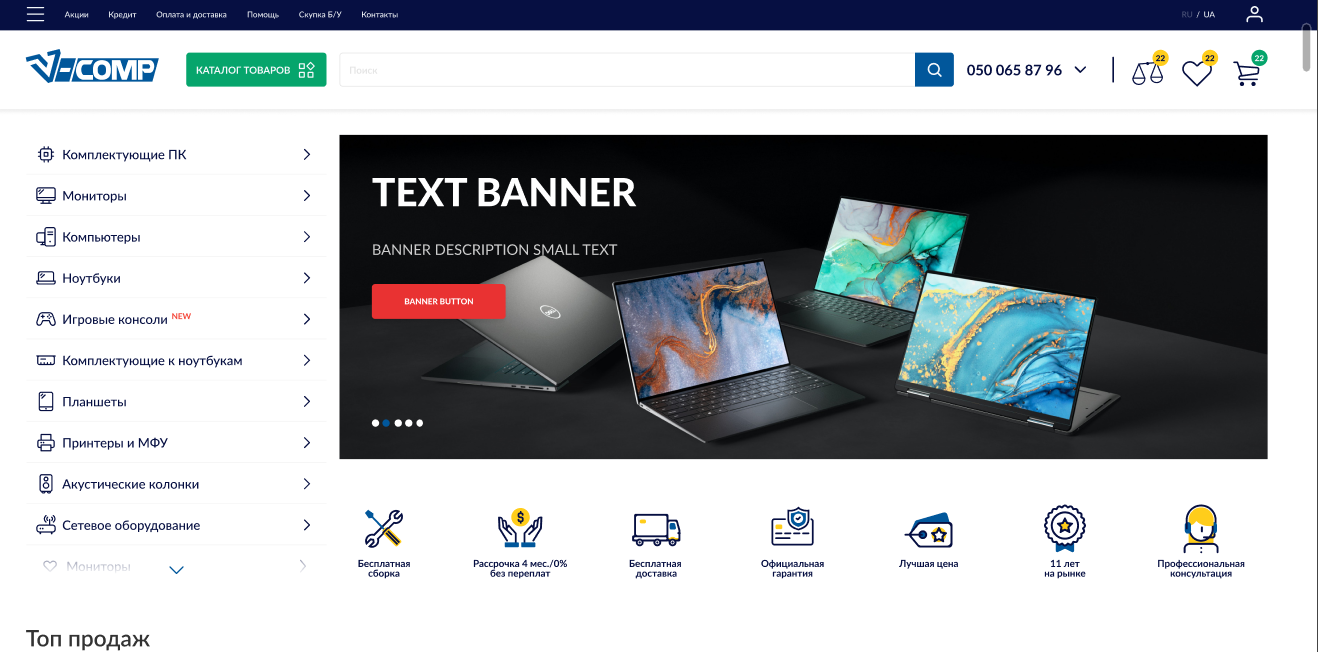 Акции Кредит Оплата и доставка Помощь Скупка Б/У Контакты RU / UA
V-COMP КАТАЛОГ ТОВАРОВ Поиск 050 065 87 96 22 22 22
Комплектующие ПК
Мониторы
Компьютеры
Ноутбуки
Игровые консоли NEW
Комплектующие к ноутбукам
Планшеты
Принтеры и МФУ
Акустические колонки
Сетевое оборудование
Мониторы
TEXT BANNER
BANNER DESCRIPTION SMALL TEXT
BANNER BUTTON
Бесплатная
сборка
Рассрочка 4 мес./0%
без переплат
Бесплатная
доставка
Официальная
гарантия
Лучшая цена
11 лет
на рынке
Профессиональная
консультация
Топ продаж